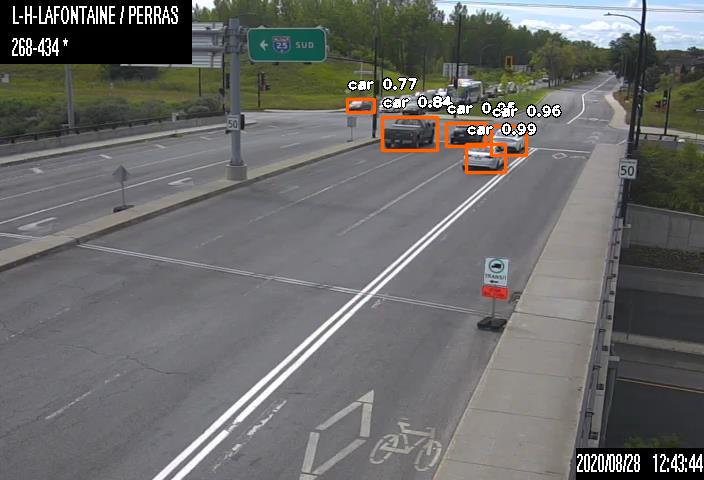 L-H-LAFONTAINE / PERRAS
268-434 *
25 SUD
car 0.77
car 0.84
car 0.96
car 0.99
50
50
TRANSIT
2020/08/28 12:43:44